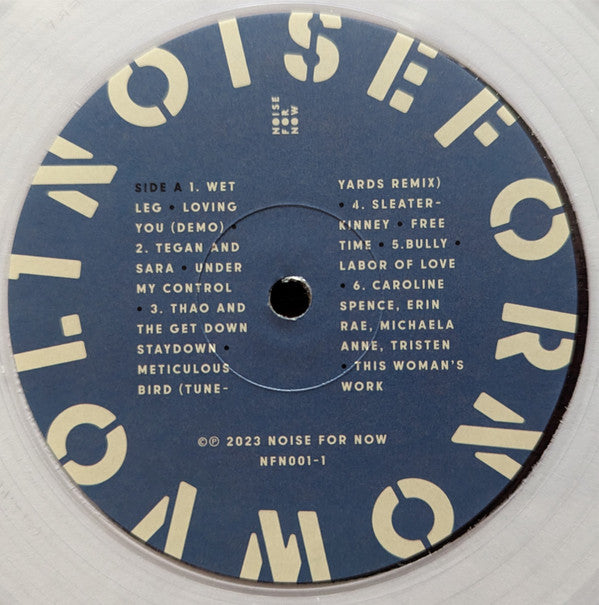 NOISE FOR NOW VOL 1
NOISE
FOR
NOW
SIDE A 1. WET
LEG • LOVING
YOU (DEMO) •
2. TEGAN AND
SARA • UNDER
MY CONTROL
• 3. THAO AND
THE GET DOWN
STAYDOWN •
METICULOUS
BIRD (TUNE-
YARDS REMIX)
• 4. SLEATER-
KINNEY • FREE
TIME • 5.BULLY •
LABOR OF LOVE
• 6. CAROLINE
SPENCE, ERIN
RAE, MICHAELA
ANNE, TRISTEN
• THIS WOMAN'S
WORK
©℗ 2023 NOISE FOR NOW
NFN001-1